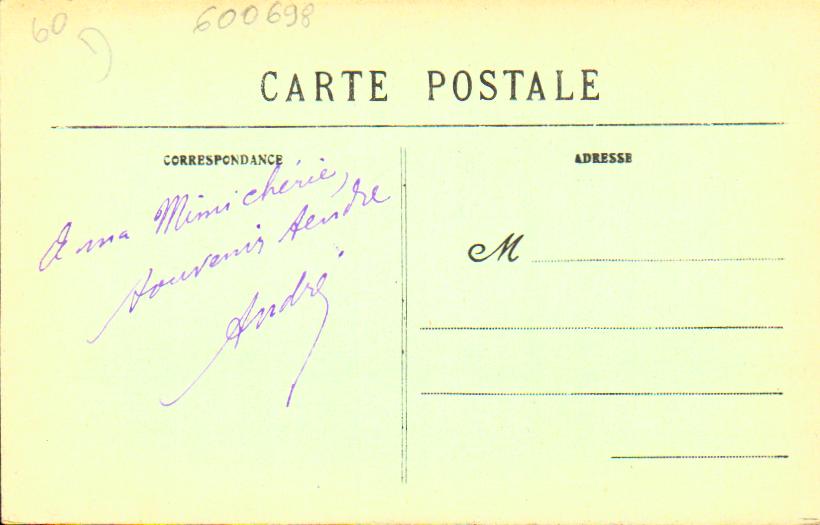 60
600698
CARTE POSTALE
CORRESPONDANCE
A ma Mimi chérie,
souvenir tendre
André
ADRESSE
M